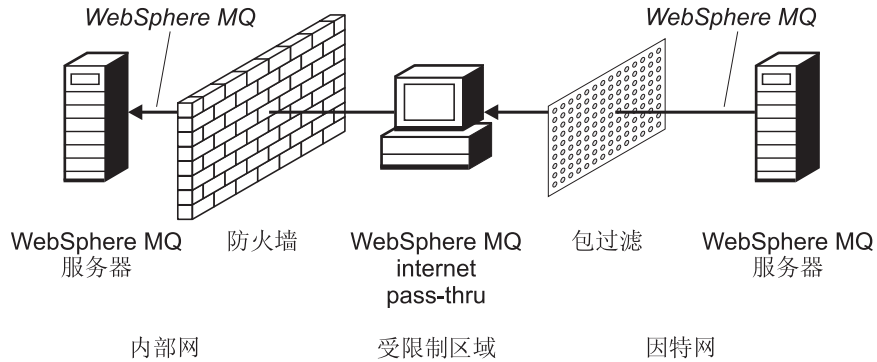 WebSphere MQ
WebSphere MQ
WebSphere MQ
服务器
防火墙
WebSphere MQ
internet
pass-thru
包过滤
WebSphere MQ
服务器
内部网
受限制区域
因特网